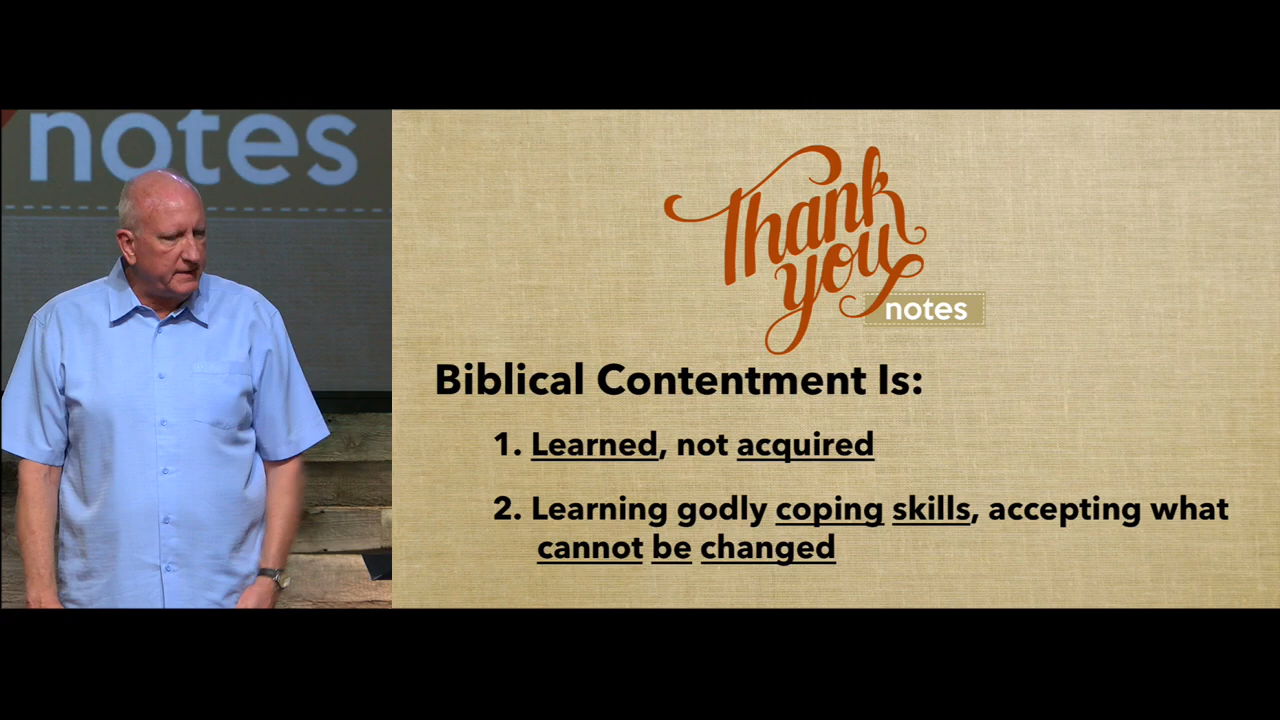 notes
Thank
you
notes
Biblical Contentment Is:
1. Learned, not acquired
2. Learning godly coping skills, accepting what
cannot be changed